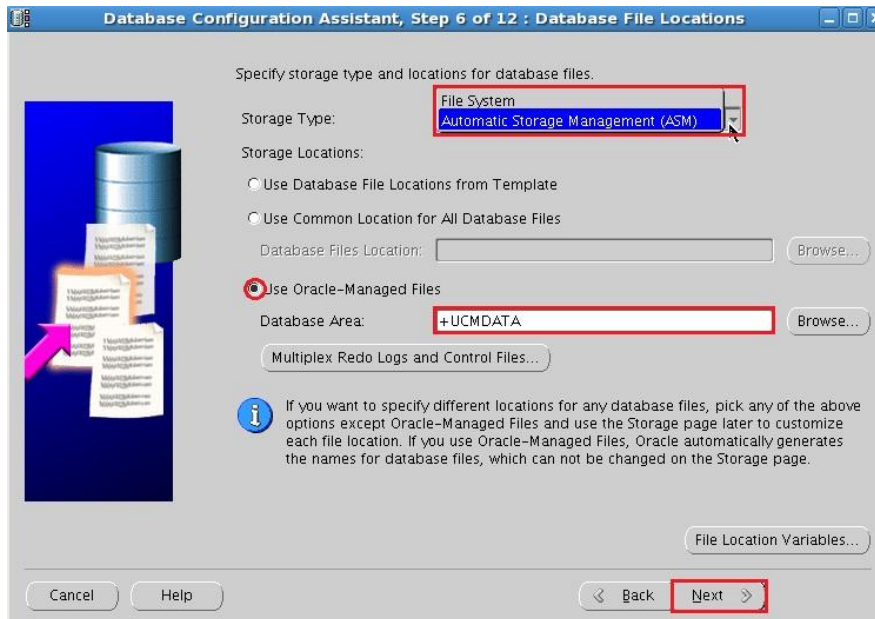 Database Configuration Assistant, Step 6 of 12 : Database File Locations
Specify storage type and locations for database files.
File System
Storage Type:
Automatic Storage Management (ASM)
Storage Locations:
Use Database File Locations from Template
Use Common Location for All Database Files
Database Files Location:
Browse...
Use Oracle-Managed Files
Database Area:
+UCMDATA
Browse...
Multiplex Redo Logs and Control Files...
If you want to specify different locations for any database files, pick any of the above
options except Oracle-Managed Files and use the Storage page later to customize
each file location. If you use Oracle-Managed Files, Oracle automatically generates
the names for database files, which can not be changed on the Storage page.
File Location Variables...
Cancel
Help
Back
Next